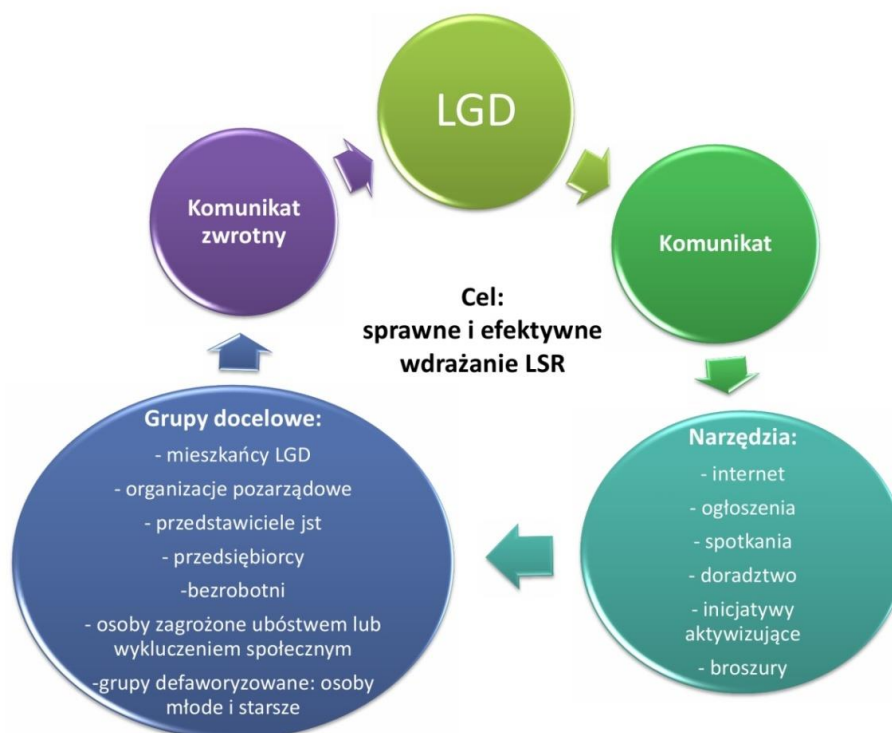 LGD
Komunikat
zwrotny
Komunikat
Cel:
sprawne i efektywne
wdrażanie LSR
Grupy docelowe:
- mieszkańcy LGD
- organizacje pozarządowe
- przedstawiciele jst
- przedsiębiorcy
-bezrobotni
- osoby zagrożone ubóstwem lub
wykluczeniem społecznym
-grupy defaworyzowane: osoby
młode i starsze
Narzędzia:
- internet
- ogłoszenia
- spotkania
- doradztwo
- inicjatywy
aktywizujące
- broszury